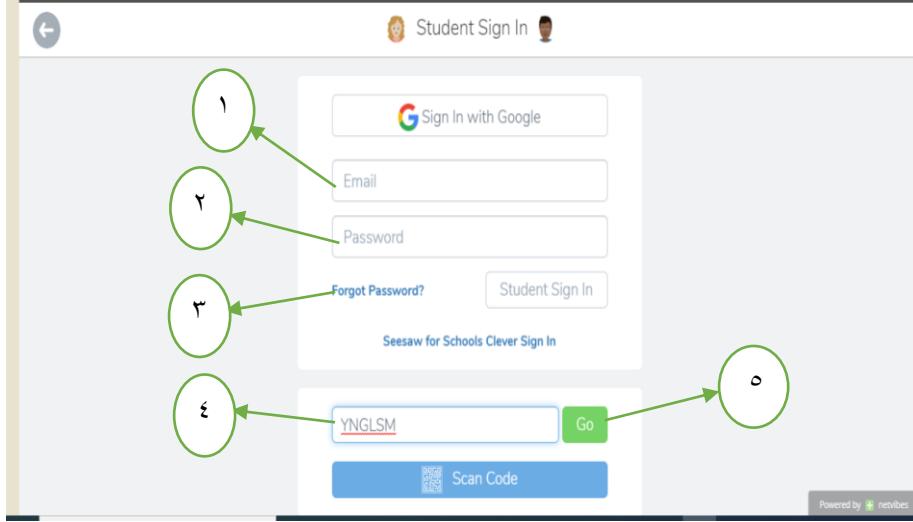 Student Sign In
١
Sign In with Google
Email
٢
Password
Forgot Password?
Student Sign In
٣
Seesaw for Schools Clever Sign In
٤
٥
YNGLSM
Go
Scan Code
Powered by netvibes